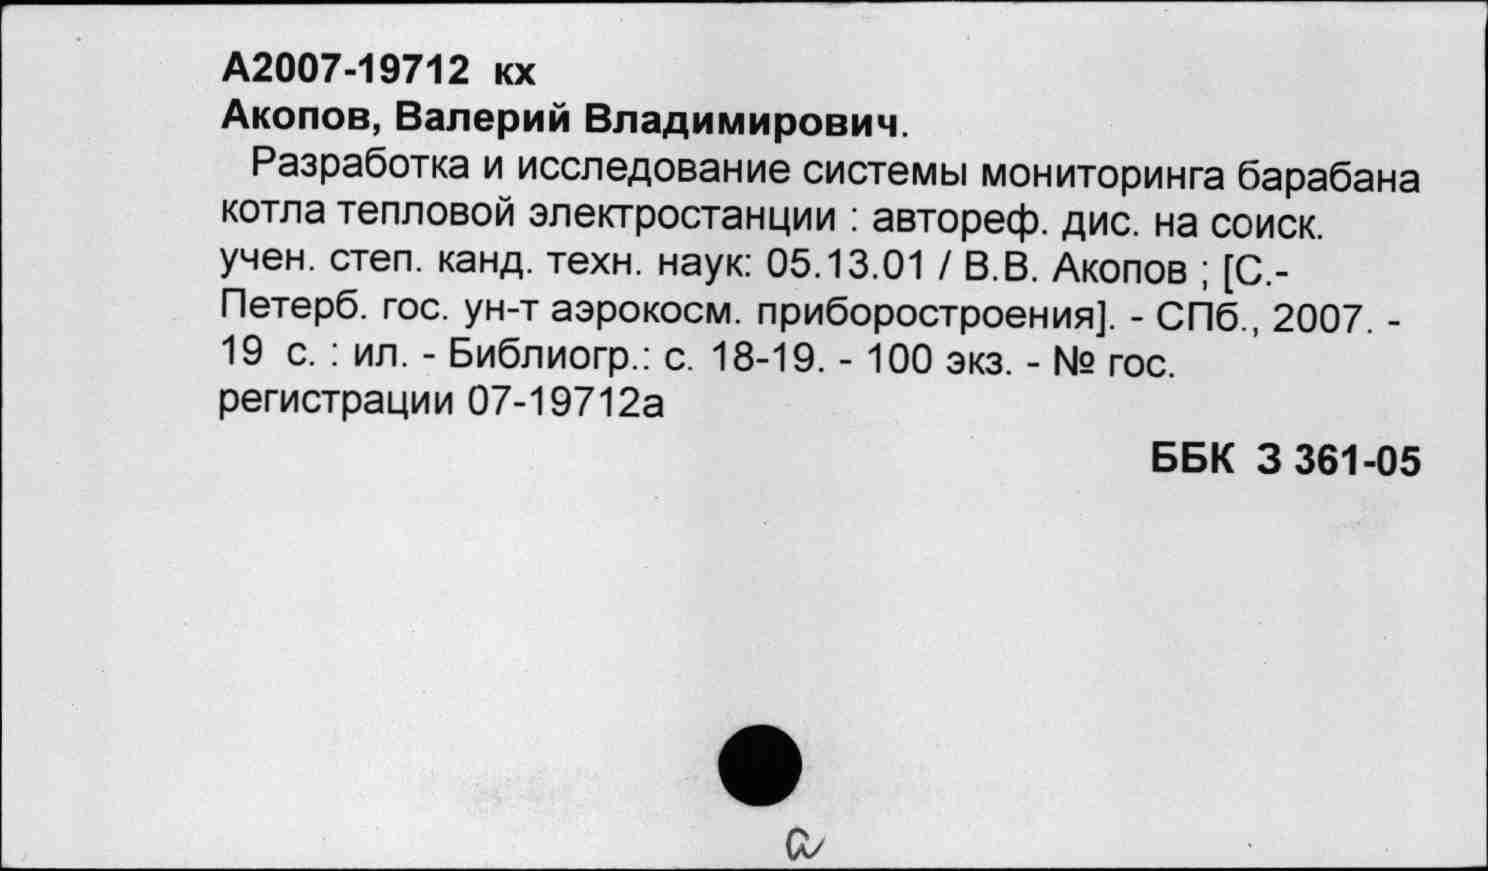 А2007-19712 кх
Акопов, Валерий Владимирович.
Разработка и исследование системы мониторинга барабана
котла тепловой электростанции : автореф. дис. на соиск.
учен. степ. канд. техн. наук: 05.13.01 / В.В. Акопов ; [С.-
Петерб. гос. ун-т аэрокосм. приборостроения]. - СПб., 2007. -
19 с. : ил. - Библиогр.: с. 18-19. - 100 экз. - № гос.
регистрации 07-19712а
ББК З 361-05